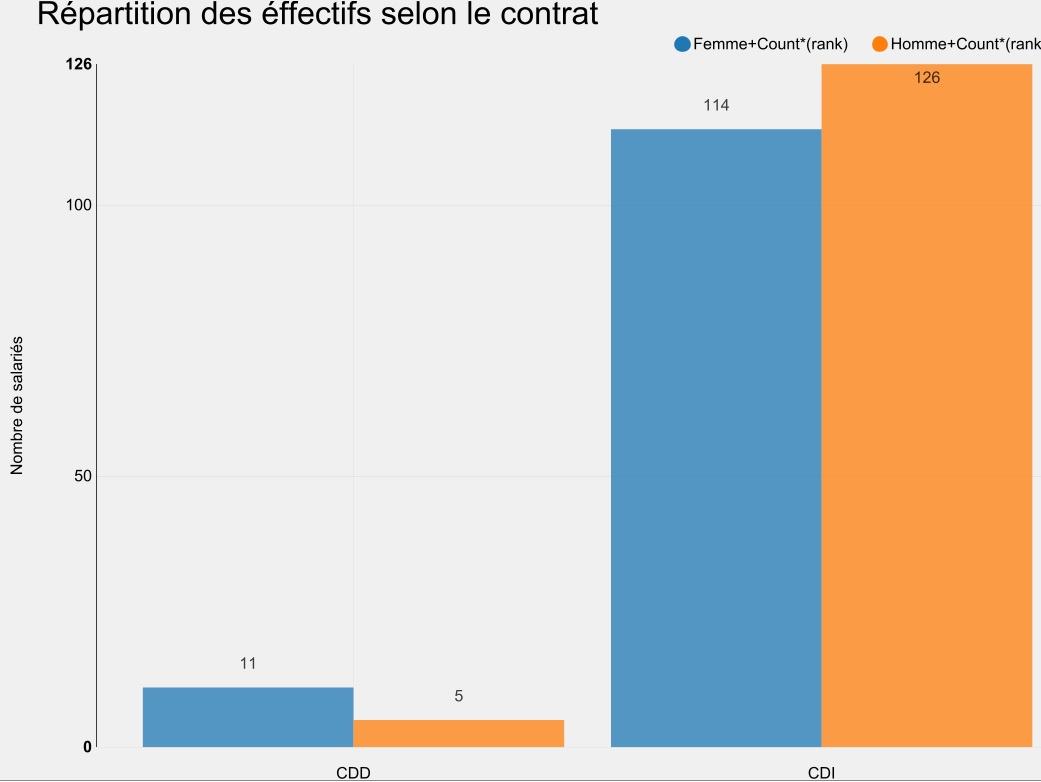 Répartition des éffectifs selon le contrat
Femme+Count*(rank) Homme+Count*(rank
126
126
114
100
Nombre de salariés
50
11
5
0
CDD CDI